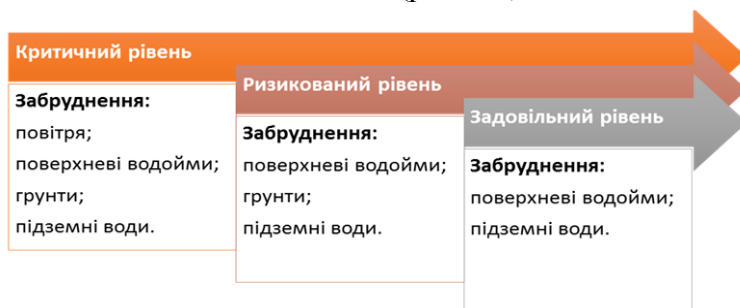 Критичний рівень
Забруднення:
повітря;
поверхневі водойми;
грунти;
підземні води.
Ризикований рівень
Забруднення:
поверхневі водойми;
грунти;
підземні води.
Задовільний рівень
Забруднення:
поверхневі водойми;
підземні води.